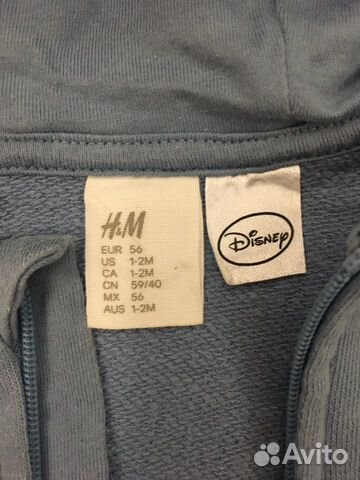 H&M
EUR 56
US 1-2M
CA 1-2M
CN 59/40
MX 56
AUS 1-2M
Disney
Avito